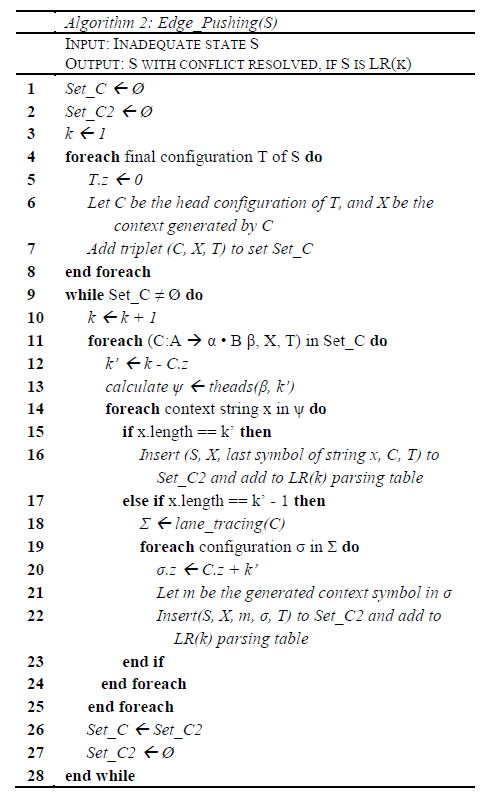 Algorithm 2: Edge_Pushing(S)
INPUT: INADEQUATE STATE S
OUTPUT: S WITH CONFLICT RESOLVED, IF S IS LR(K)
1 Set_C ← Ø
2 Set_C2 ← Ø
3 k ← 1
4 foreach final configuration T of S do
5 T.z ← 0
6 Let C be the head configuration of T, and X be the
context generated by C
7 Add triplet (C, X, T) to set Set_C
8 end foreach
9 while Set_C ≠ Ø do
10 k ← k + 1
11 foreach (C:A → α • B β, X, T) in Set_C do
12 k’ ← k - C.z
13 calculate ψ ← theads(β, k’)
14 foreach context string x in ψ do
15 if x.length == k’ then
16 Insert (S, X, last symbol of string x, C, T) to
Set_C2 and add to LR(k) parsing table
17 else if x.length == k’ - 1 then
18 Σ ← lane_tracing(C)
19 foreach configuration σ in Σ do
20 σ.z ← C.z + k’
21 Let m be the generated context symbol in σ
22 Insert(S, X, m, σ, T) to Set_C2 and add to
LR(k) parsing table
23 end if
24 end foreach
25 end foreach
26 Set_C ← Set_C2
27 Set_C2 ← Ø
28 end while